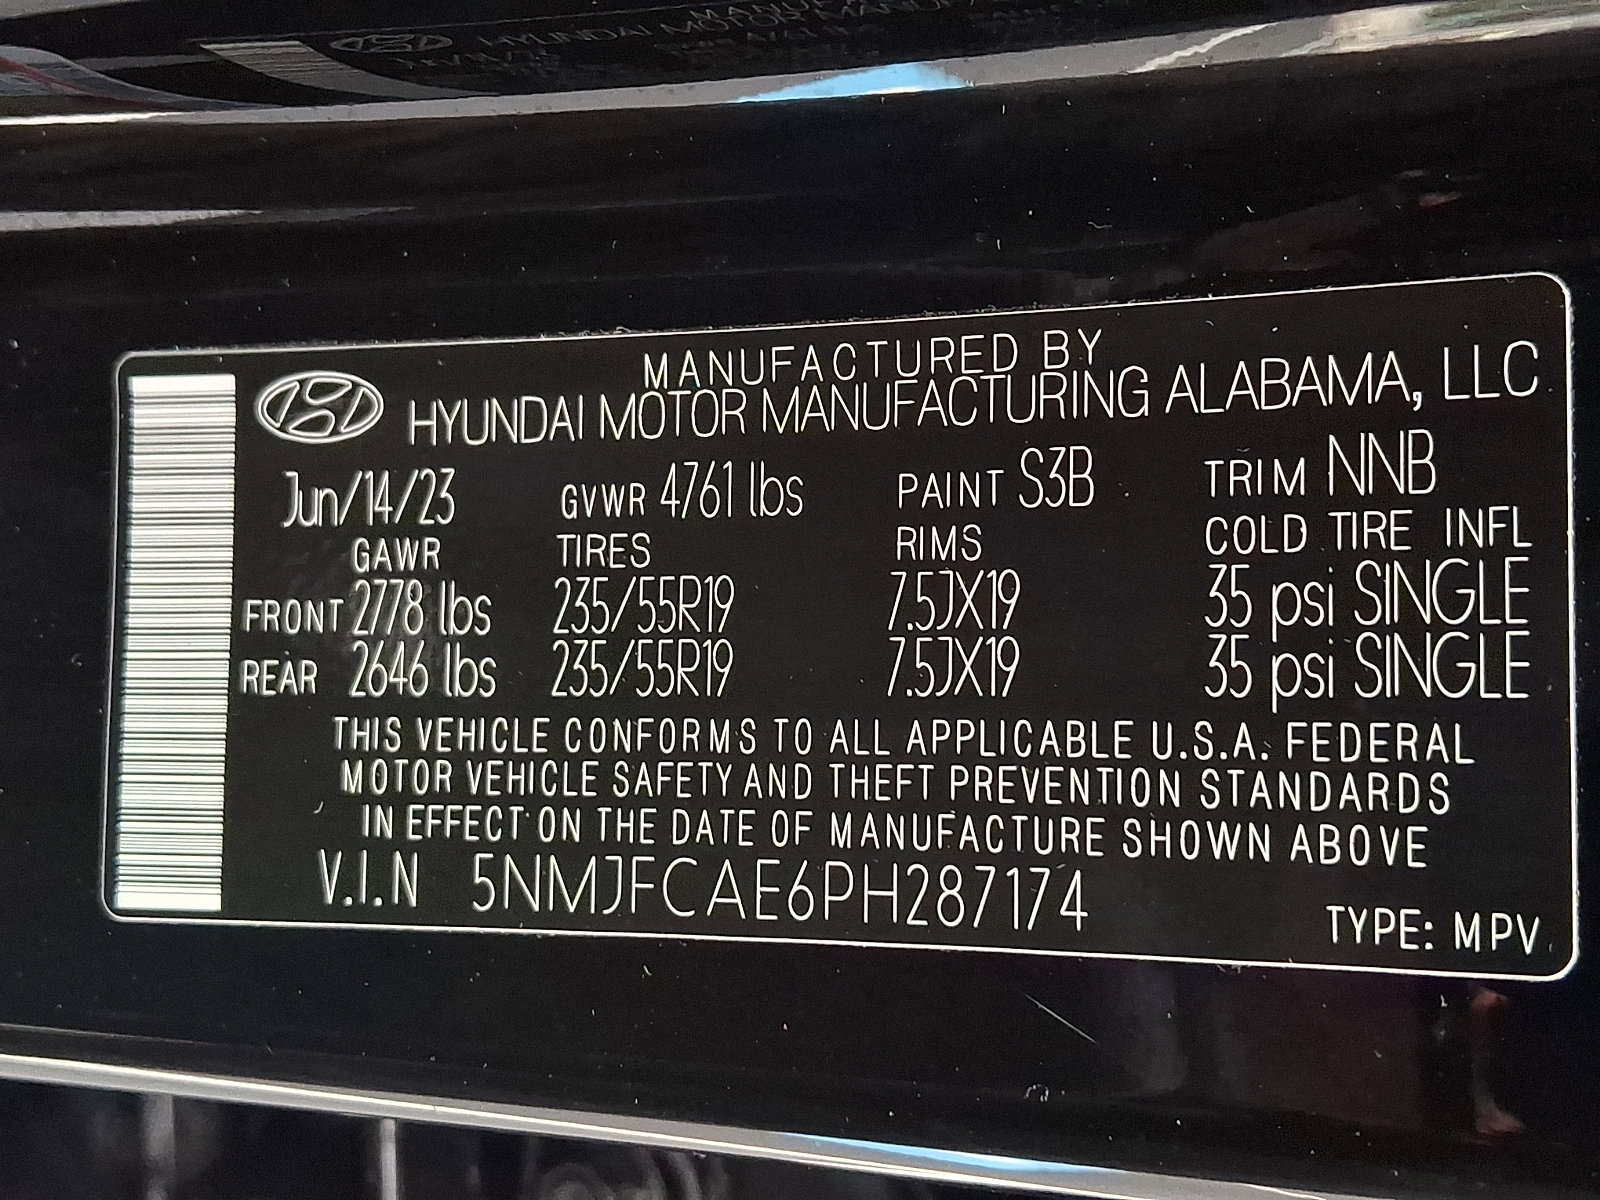 MANUFACTURED BY
HYUNDAI MOTOR MANUFACTURING ALABAMA, LLC
Jun/14/23 GVWR 4761 lbs PAINT S3B TRIM NNB
GAWR TIRES RIMS COLD TIRE INFL
FRONT 2778 lbs 235/55R19 7.5JX19 35 psi SINGLE
REAR 2646 lbs 235/55R19 7.5JX19 35 psi SINGLE
THIS VEHICLE CONFORMS TO ALL APPLICABLE U.S.A. FEDERAL
MOTOR VEHICLE SAFETY AND THEFT PREVENTION STANDARDS
IN EFFECT ON THE DATE OF MANUFACTURE SHOWN ABOVE
V.I.N 5NMJFCAE6PH287174
TYPE: MPV